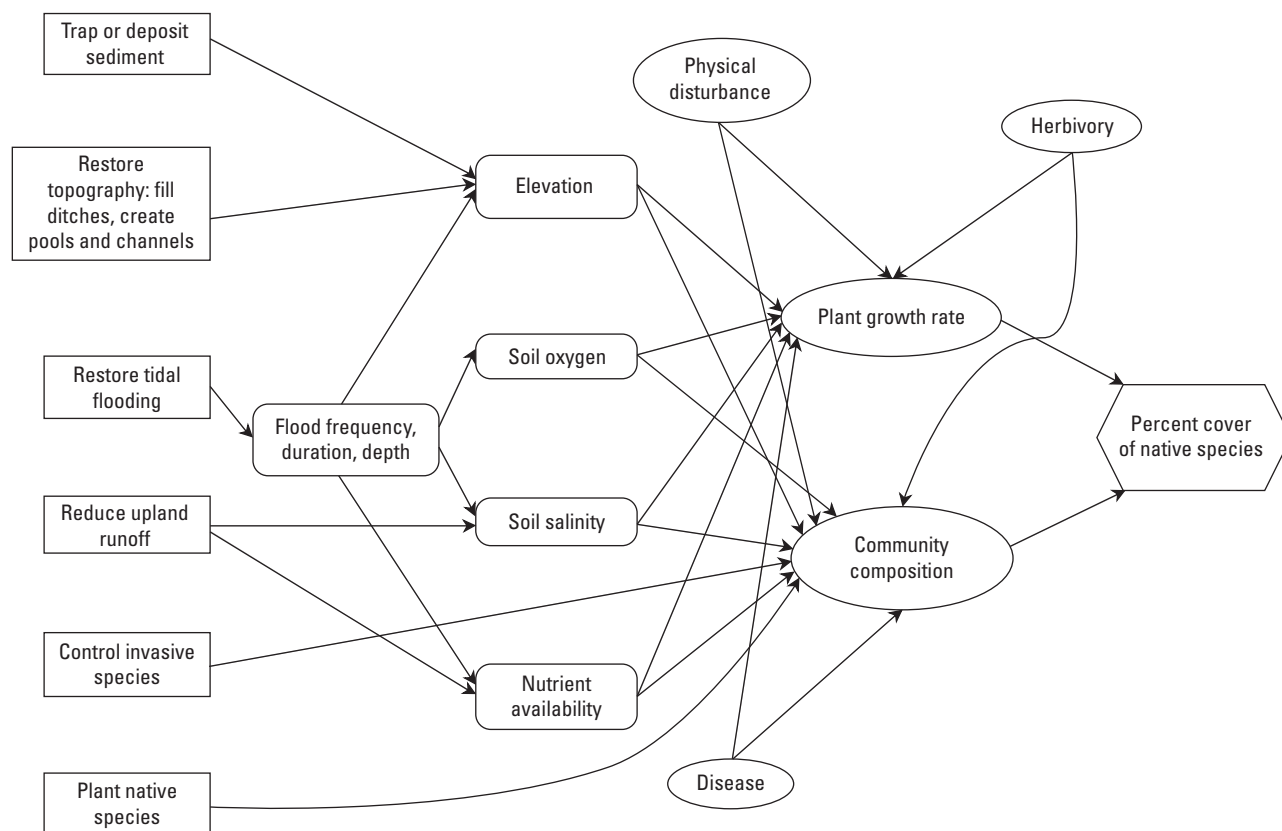 Trap or deposit
sediment
Physical
disturbance
Herbivory
Restore
topography: fill
ditches, create
pools and channels
Elevation
Plant growth rate
Soil oxygen
Restore tidal
flooding
Flood frequency,
duration, depth
Percent cover
of native species
Reduce upland
runoff
Soil salinity
Community
composition
Control invasive
species
Nutrient
availability
Disease
Plant native
species